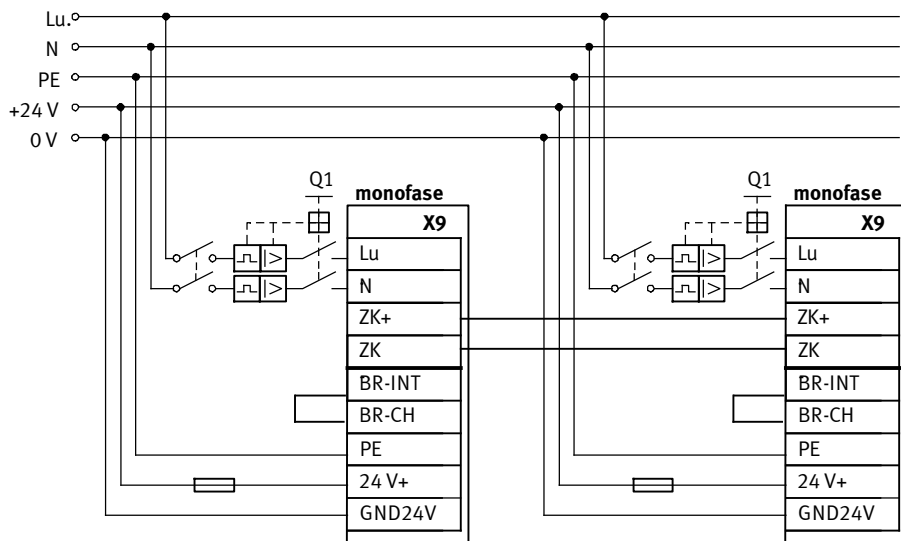 Lu.
N
PE
+24 V
0 V
Q1
monofase
X9
Lu
N
ZK+
ZK
BR-INT
BR-CH
PE
24 V+
GND24V
Q1
monofase
X9
Lu
N
ZK+
ZK
BR-INT
BR-CH
PE
24 V+
GND24V